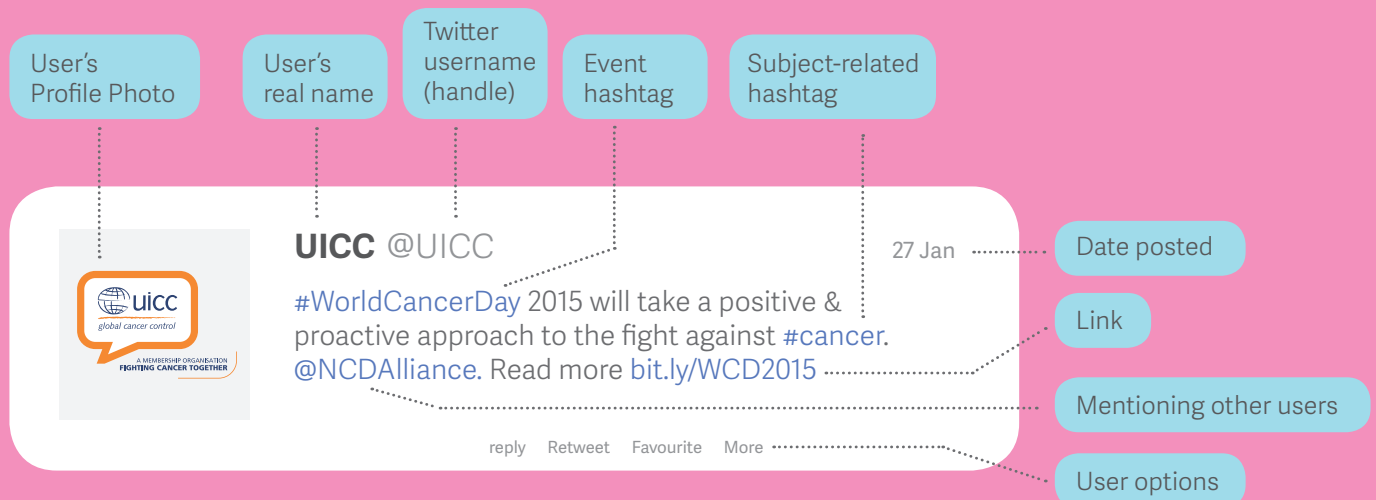 User's
Profile Photo
User's
real name
Twitter
username
(handle)
Event
hashtag
Subject-related
hashtag
UICC @UICC
27 Jan
Date posted
uicc
global cancer control
A MEMBERSHIP ORGANISATION
FIGHTING CANCER TOGETHER
#WorldCancerDay 2015 will take a positive &
proactive approach to the fight against #cancer.
@NCDAlliance. Read more bit.ly/WCD2015
Link
Mentioning other users
reply Retweet Favourite More
User options